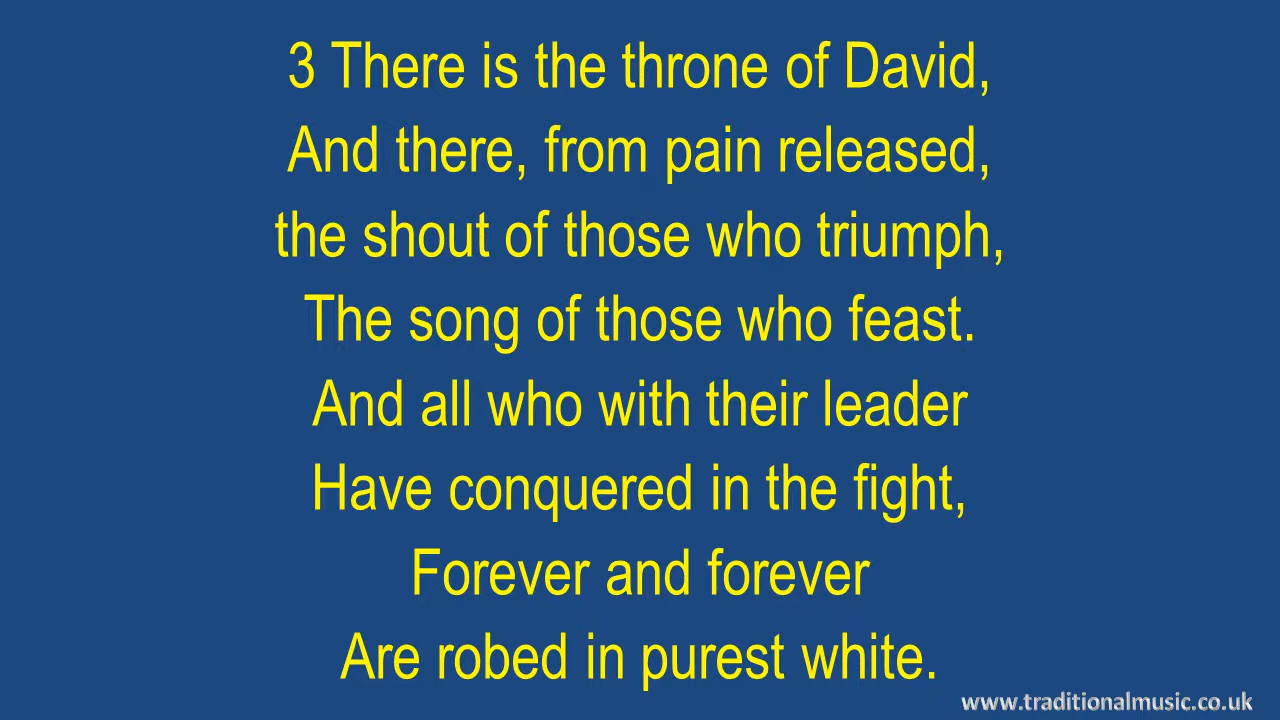 3 There is the throne of David,
And there, from pain released,
the shout of those who triumph,
The song of those who feast.
And all who with their leader
Have conquered in the fight,
Forever and forever
Are robed in purest white.
www.traditionalmusic.co.uk